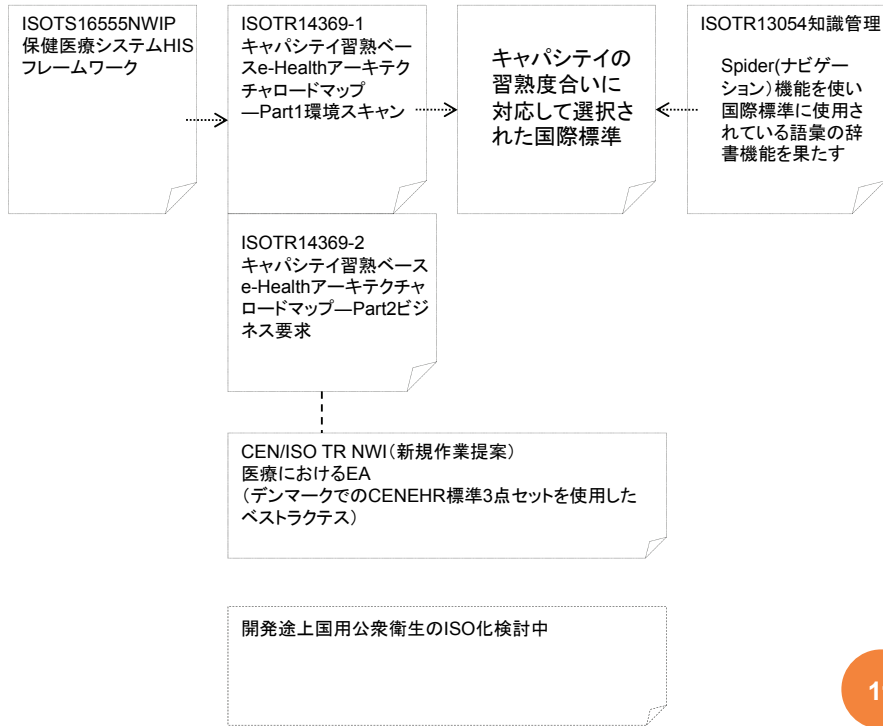 ISOTS16555NWIP
保健医療システムHIS
フレームワーク
ISOTR14369-1
キャパシテイ習熟ベー
スe-Healthアーキテク
チャロードマップ
―Part1環境スキャン
キャパシテイの
習熟度合いに
対応して選択さ
れた国際標準
ISOTR13054知識管理
Spider(ナビゲー
ション)機能を使い
国際標準に使用さ
れている語彙の辞
書機能を果たす
ISOTR14369-2
キャパシテイ習熟ベース
e-Healthアーキテクチャ
ロードマップ―Part2ビジ
ネス要求
CEN/ISO TR NWI(新規作業提案)
医療におけるEA
(デンマークでのCENEHR標準3点セットを使用した
ベストラクテス)
開発途上国用公衆衛生のISO化検討中
1